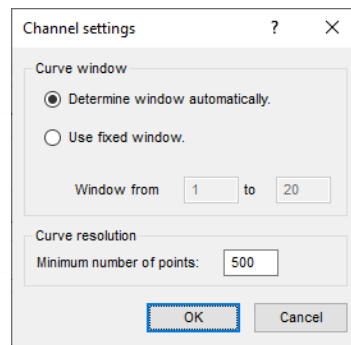 Channel settings ?
Curve window
Determine window automatically.
Use fixed window.
Window from 1 to 20
Curve resolution
Minimum number of points: 500
OK Cancel